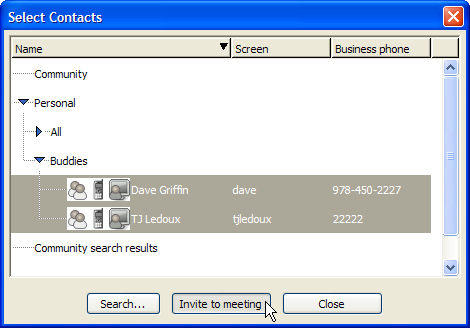 Select Contacts
Name Screen Business phone
Community
Personal
All
Buddies
Dave Griffin dave 978-450-2227
TJ Ledoux tjledoux 22222
Community search results
Search... Invite to meeting Close